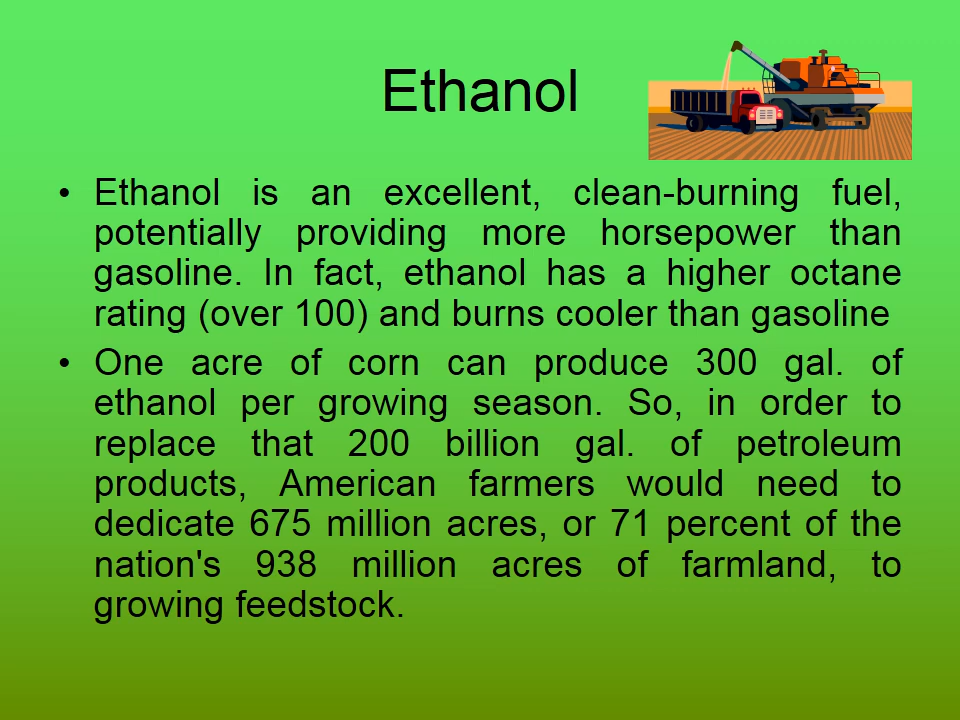 Ethanol
• Ethanol is an excellent, clean-burning fuel,
potentially providing more horsepower than
gasoline. In fact, ethanol has a higher octane
rating (over 100) and burns cooler than gasoline
• One acre of corn can produce 300 gal. of
ethanol per growing season. So, in order to
replace that 200 billion gal. of petroleum
products, American farmers would need to
dedicate 675 million acres, or 71 percent of the
nation's 938 million acres of farmland, to
growing feedstock.